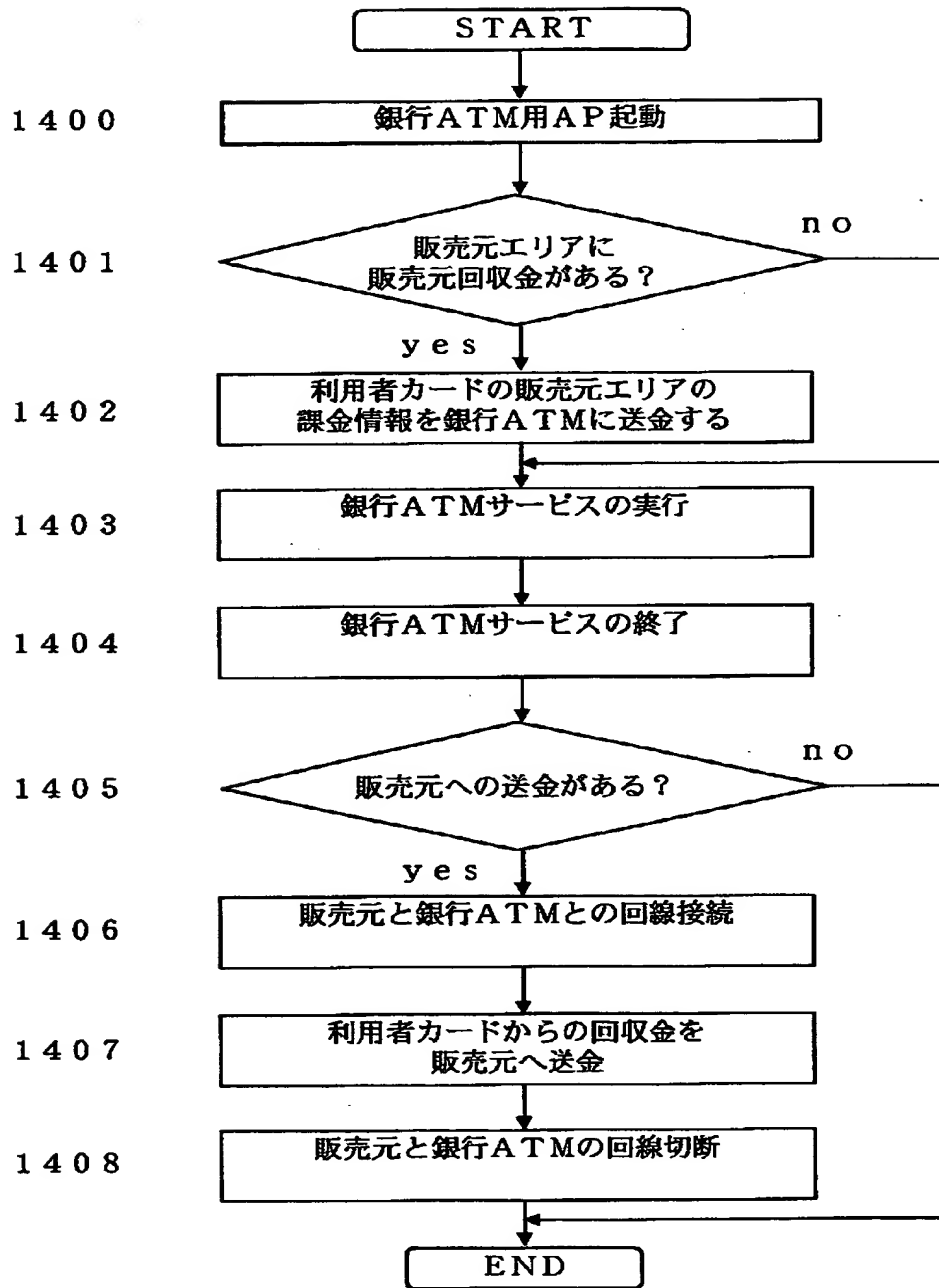 START
1400
銀行ATM用AP起動
1401
販売元エリアに
販売元回収金がある?
no
yes
1402
利用者カードの販売元エリアの
課金情報を銀行ATMに送金する
1403
銀行ATMサービスの実行
1404
銀行ATMサービスの終了
1405
販売元への送金がある?
no
yes
1406
販売元と銀行ATMとの回線接続
1407
利用者カードからの回収金を
販売元へ送金
1408
販売元と銀行ATMの回線切断
END